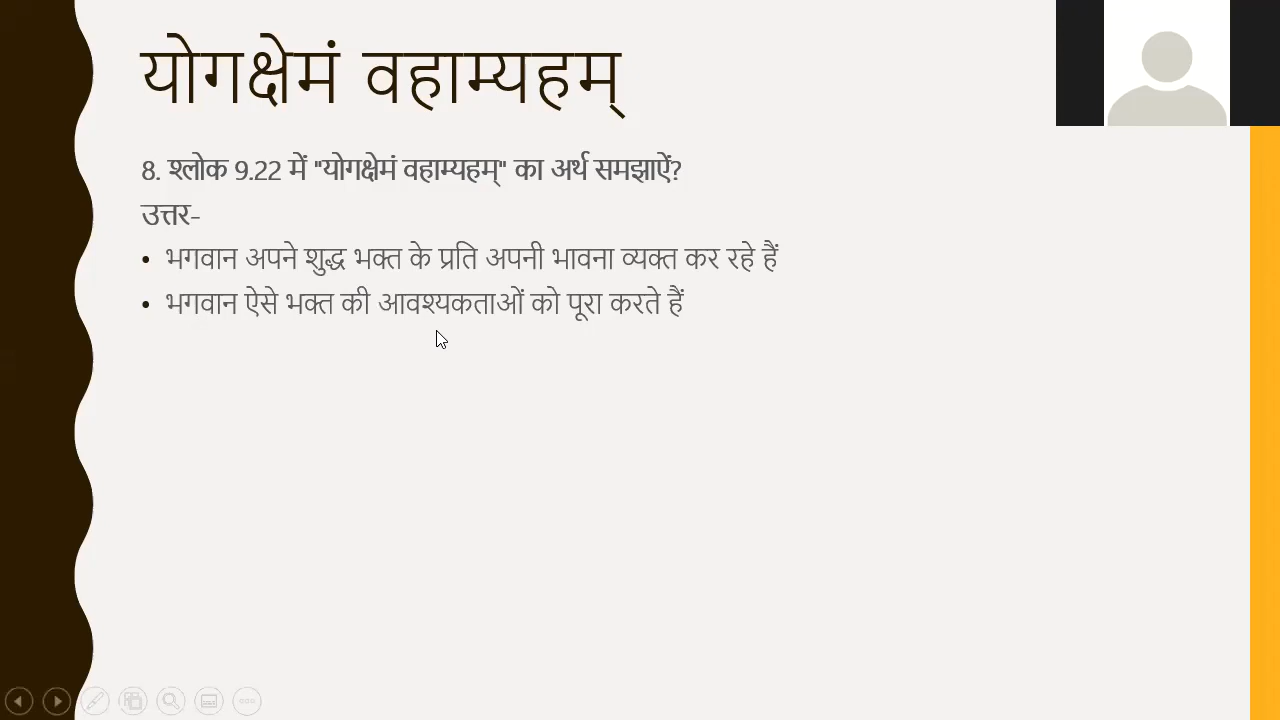 योगक्षेमं वहाम्यहम्
8. श्लोक 9.22 में "योगक्षेमं वहाम्यहम्" का अर्थ समझाऐं?
उत्तर-
• भगवान अपने शुद्ध भक्त के प्रति अपनी भावना व्यक्त कर रहे हैं
• भगवान ऐसे भक्त की आवश्यकताओं को पूरा करते हैं